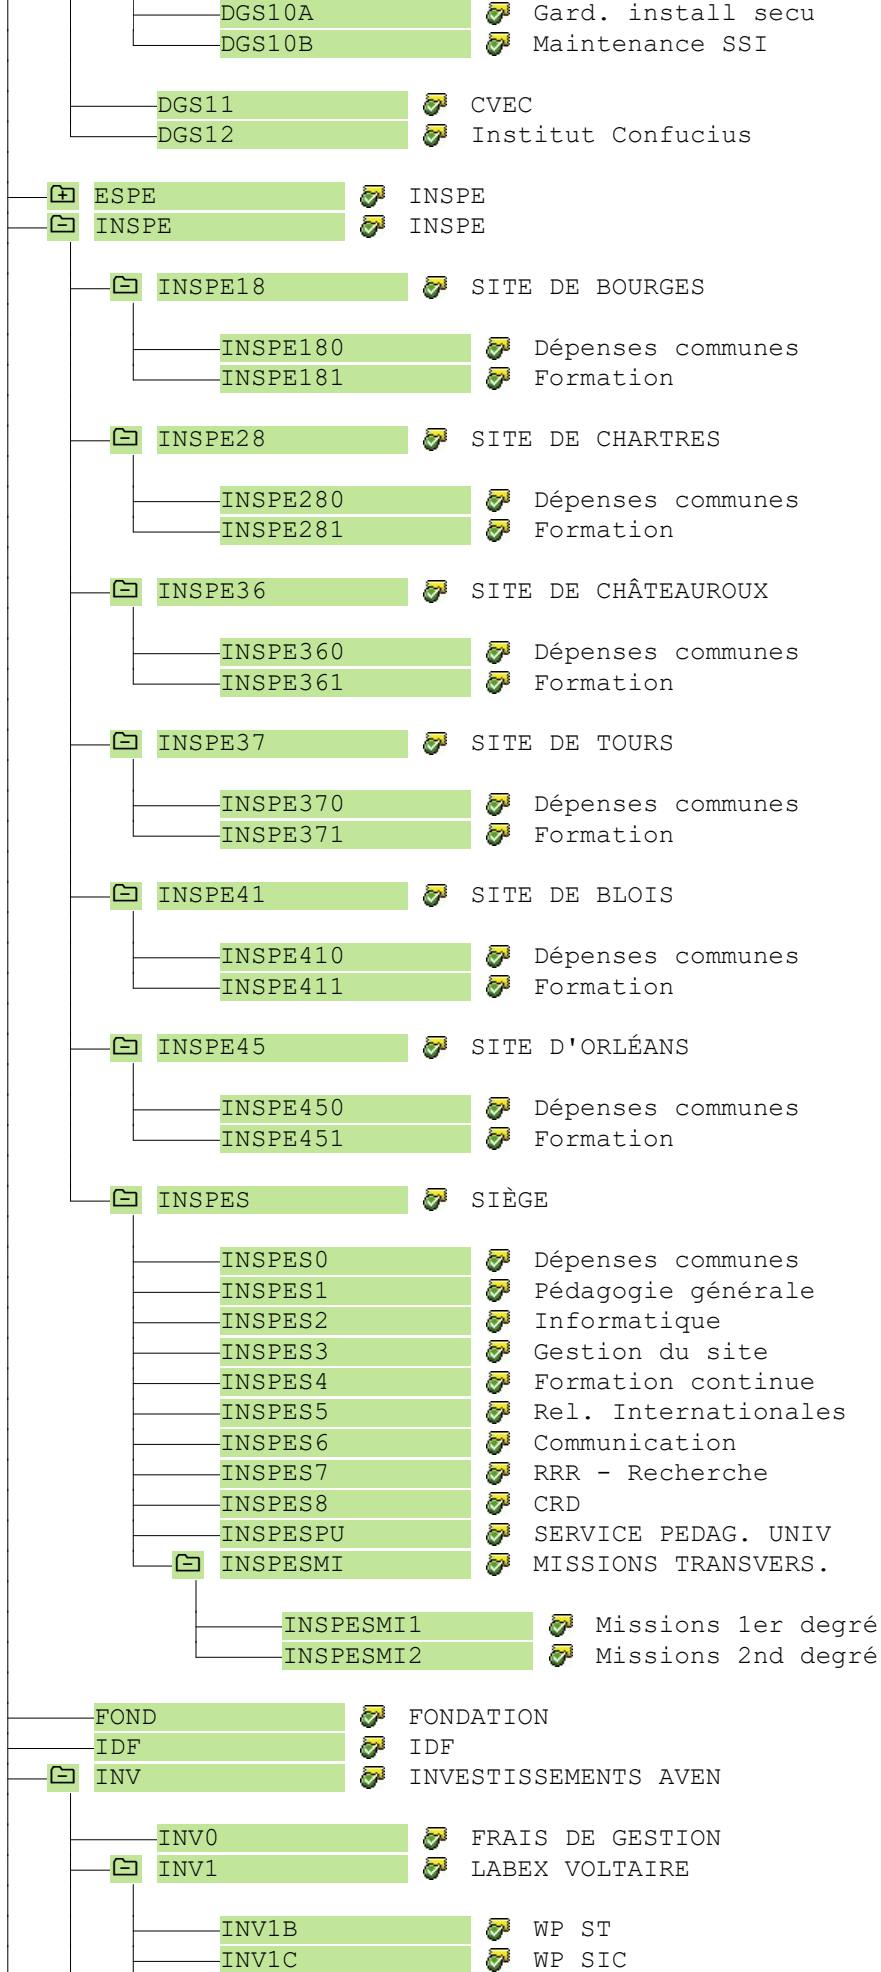 DGS10A Gard. install secu
DGS10B Maintenance SSI
DGS11 CVEC
DGS12 Institut Confucius
ESPE INSPE
INSPE INSPE
INSPE18 SITE DE BOURGES
INSPE180 Dépenses communes
INSPE181 Formation
INSPE28 SITE DE CHARTRES
INSPE280 Dépenses communes
INSPE281 Formation
INSPE36 SITE DE CHÂTEAUROUX
INSPE360 Dépenses communes
INSPE361 Formation
INSPE37 SITE DE TOURS
INSPE370 Dépenses communes
INSPE371 Formation
INSPE41 SITE DE BLOIS
INSPE410 Dépenses communes
INSPE411 Formation
INSPE45 SITE D'ORLÉANS
INSPE450 Dépenses communes
INSPE451 Formation
INSPES SIÈGE
INSPES0 Dépenses communes
INSPES1 Pédagogie générale
INSPES2 Informatique
INSPES3 Gestion du site
INSPES4 Formation continue
INSPES5 Rel. Internationales
INSPES6 Communication
INSPES7 RRR - Recherche
INSPES8 CRD
INSPESPU SERVICE PEDAG. UNIV
INSPESMI MISSIONS TRANSVERS.
INSPESMI1 Missions 1er degré
INSPESMI2 Missions 2nd degré
FOND FONDATION
IDF IDF
INV INVESTISSEMENTS AVEN
INV0 FRAIS DE GESTION
INV1 LABEX VOLTAIRE
INV1B WP ST
INV1C WP SIC